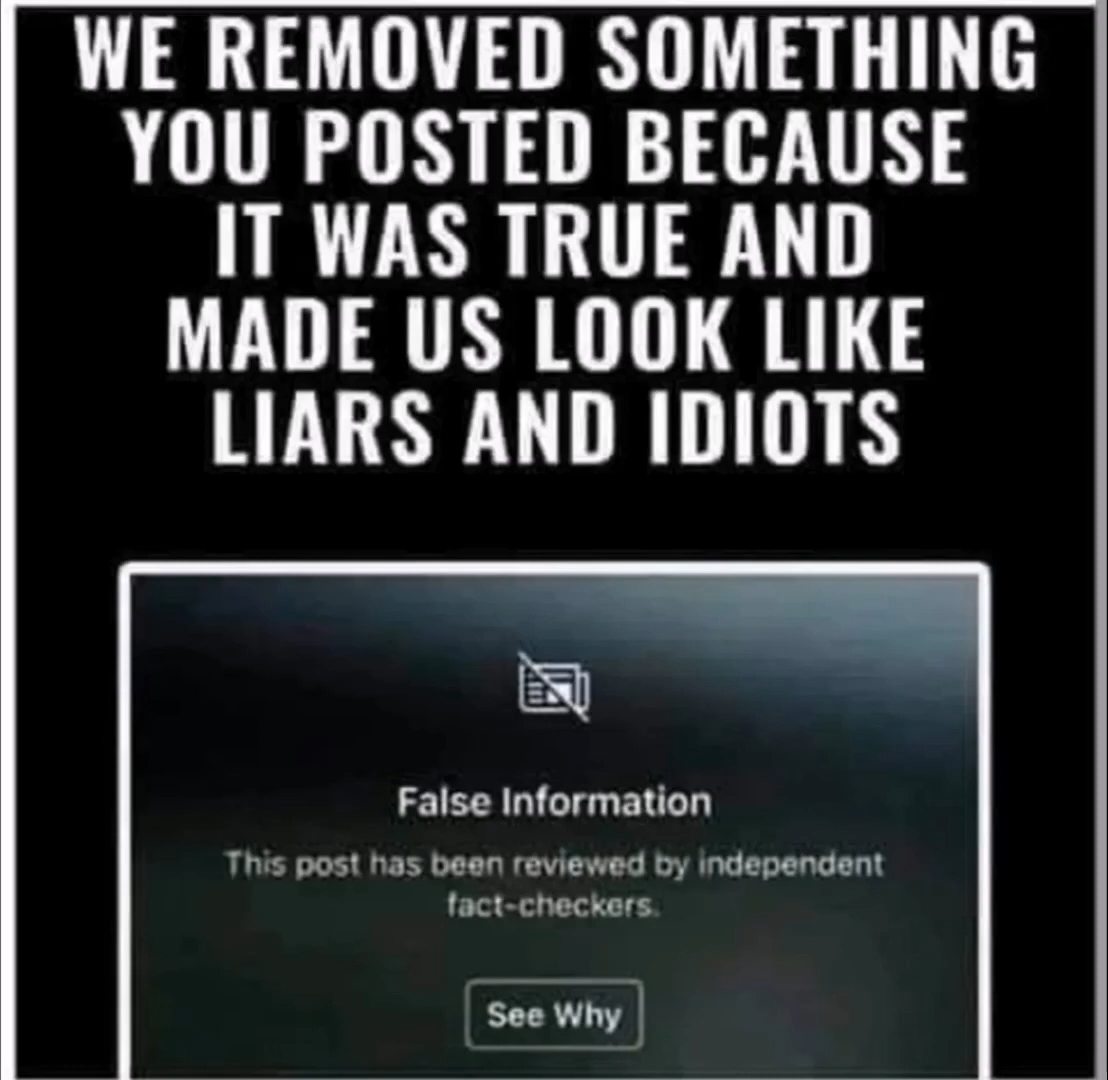 WE REMOVED SOMETHING
YOU POSTED BECAUSE
IT WAS TRUE AND
MADE US LOOK LIKE
LIARS AND IDIOTS
False Information
This post has been reviewed by independent
fact-checkers.
See Why